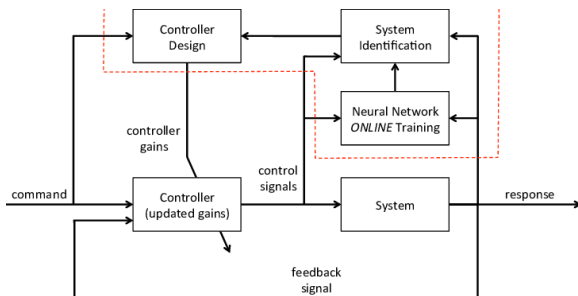 Controller
Design
System
Identification
Neural Network
ONLINE Training
controller
gains
control
signals
command
Controller
(updated gains)
System
response
feedback
signal